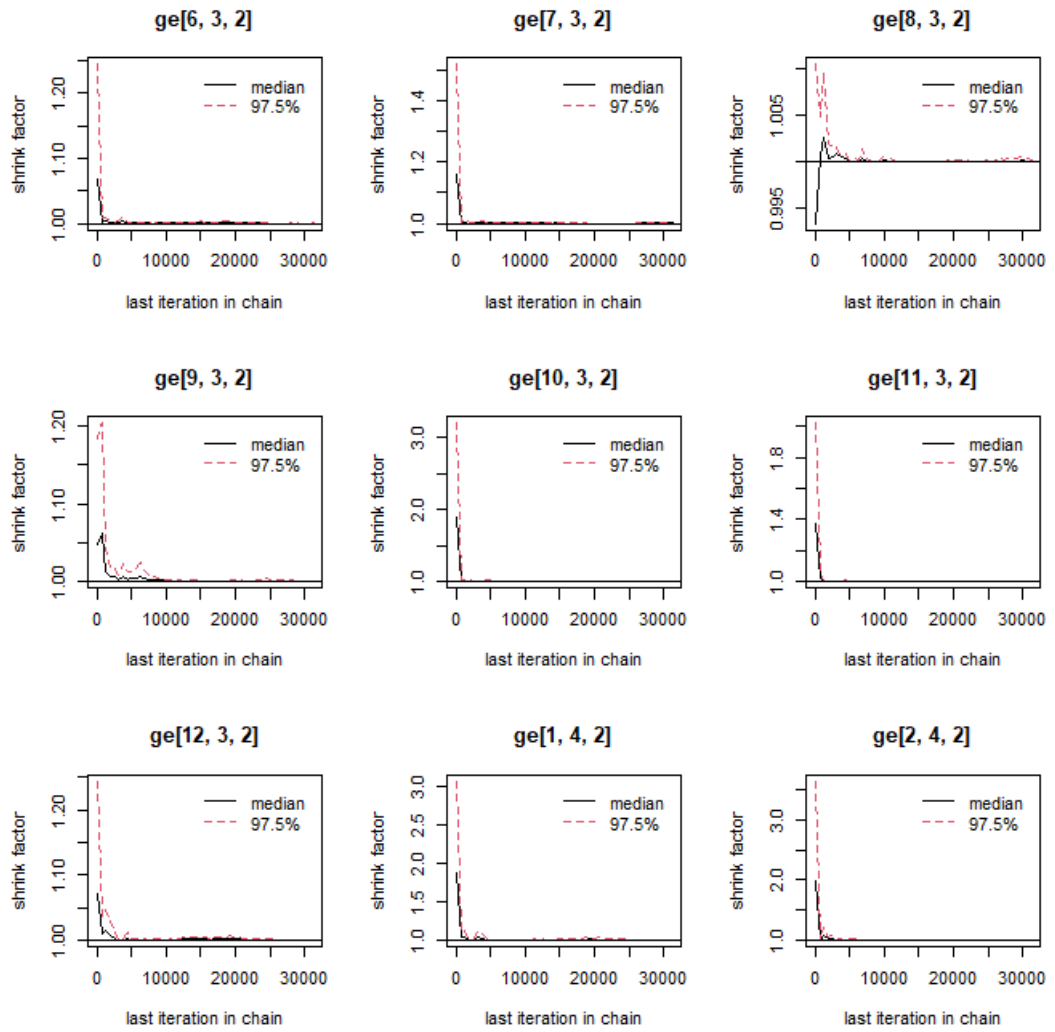 ge[6, 3, 2]
shrink factor
1.00 1.10 1.20
median
97.5%
0 10000 20000 30000
last iteration in chain
ge[7, 3, 2]
shrink factor
1.0 1.2 1.4
median
97.5%
0 10000 20000 30000
last iteration in chain
ge[8, 3, 2]
shrink factor
0.995 1.005
median
97.5%
0 10000 20000 30000
last iteration in chain
ge[9, 3, 2]
shrink factor
1.00 1.10 1.20
median
97.5%
0 10000 20000 30000
last iteration in chain
ge[10, 3, 2]
shrink factor
1.0 2.0 3.0
median
97.5%
0 10000 20000 30000
last iteration in chain
ge[11, 3, 2]
shrink factor
1.0 1.4 1.8
median
97.5%
0 10000 20000 30000
last iteration in chain
ge[12, 3, 2]
shrink factor
1.00 1.10 1.20
median
97.5%
0 10000 20000 30000
last iteration in chain
ge[1, 4, 2]
shrink factor
1.0 1.5 2.0 2.5 3.0
median
97.5%
0 10000 20000 30000
last iteration in chain
ge[2, 4, 2]
shrink factor
1.0 2.0 3.0
median
97.5%
0 10000 20000 30000
last iteration in chain